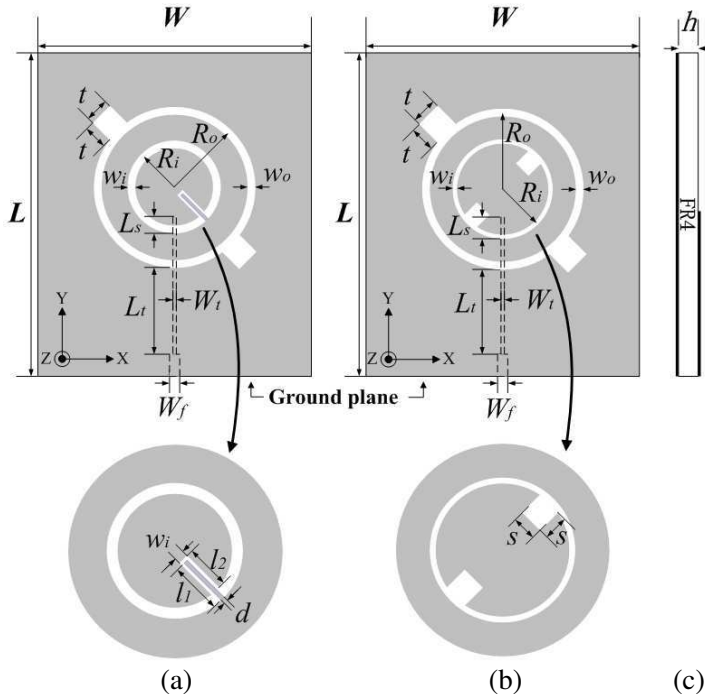 W
W
h
t
t
R_o
R_i
w_i
w_o
L
L_s
L_t
W_t
Y
Z
X
W_f
Ground plane
t
t
R_o
R_i
w_i
w_o
L
L_s
L_t
W_t
Y
Z
X
W_f
FR4
w_i
l_2
l_1
d
s
s
(a)
(b)
(c)